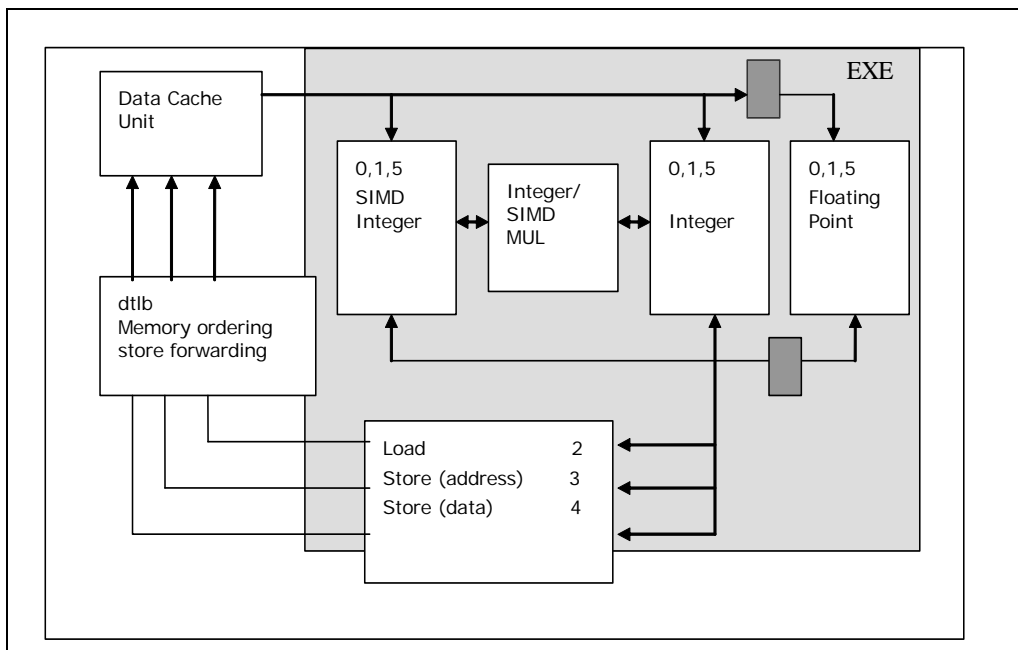 EXE
Data Cache
Unit
0,1,5
SIMD
Integer
Integer/
SIMD
MUL
0,1,5
Integer
0,1,5
Floating
Point
dtlb
Memory ordering
store forwarding
Load 2
Store (address) 3
Store (data) 4